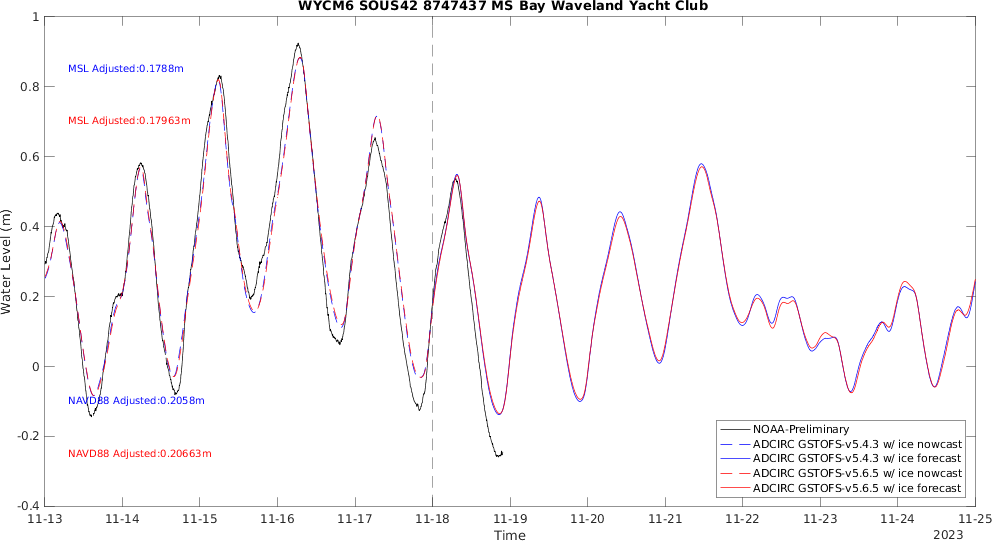 WYCM6 SOUS42 8747437 MS Bay Waveland Yacht Club
1
0.8
0.6
0.4
0.2
0
-0.2
-0.4
Water Level (m)
MSL Adjusted:0.1788m
MSL Adjusted:0.17963m
NAVD88 Adjusted:0.2058m
NAVD88 Adjusted:0.20663m
NOAA-Preliminary
ADCIRC GSTOFS-v5.4.3 w/ ice nowcast
ADCIRC GSTOFS-v5.4.3 w/ ice forecast
ADCIRC GSTOFS-v5.6.5 w/ ice nowcast
ADCIRC GSTOFS-v5.6.5 w/ ice forecast
11-13 11-14 11-15 11-16 11-17 11-18 11-19 11-20 11-21 11-22 11-23 11-24 11-25
Time
2023